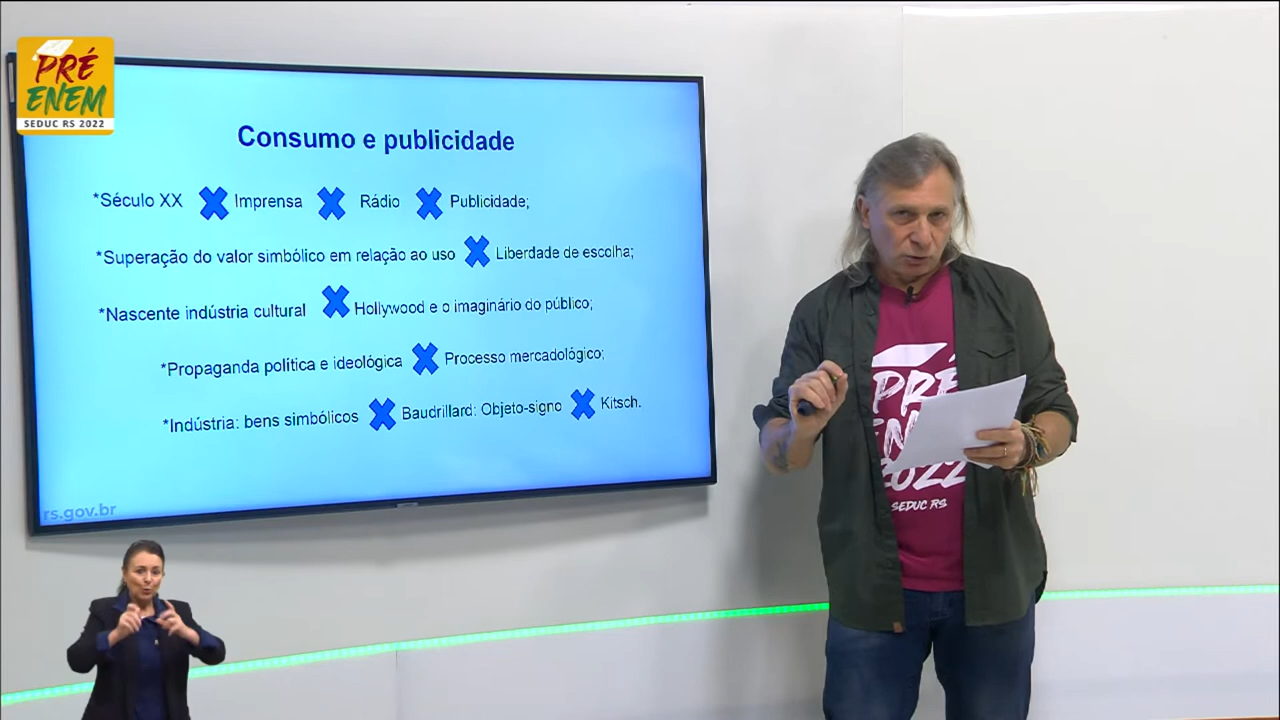 PRÉ
ENEM
SEDUC RS 2022
Consumo e publicidade
*Século XX Imprensa Rádio Publicidade;
*Superação do valor simbólico em relação ao uso Liberdade de escolha;
*Nascente indústria cultural Hollywood e o imaginário do público;
*Propaganda política e ideológica Processo mercadológico;
*Indústria: bens simbólicos Baudrillard: Objeto-signo Kitsch.
rs.gov.br
PRÉ
2022
SEDUC RS